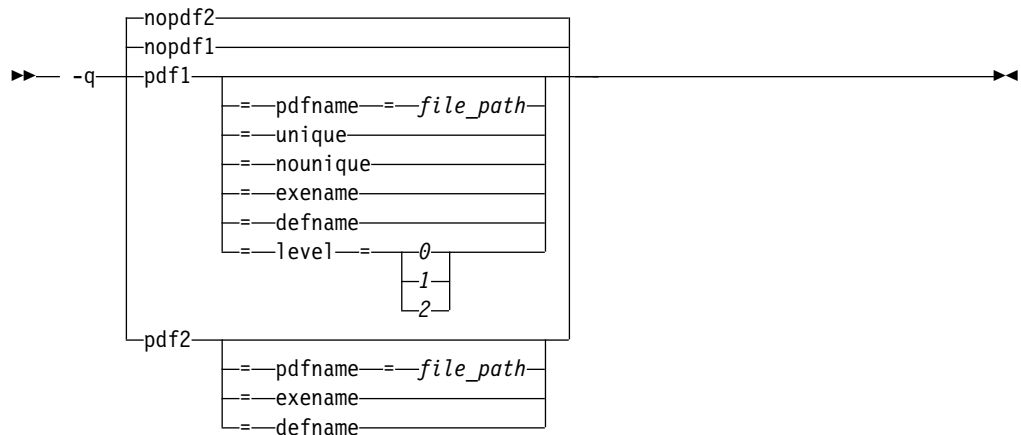 nopdf2
nopdf1
-q pdf1
= pdfname = file_path
= unique
= nounique
= exename
= defname
= level = 0
1
2
pdf2
= pdfname = file_path
= exename
= defname